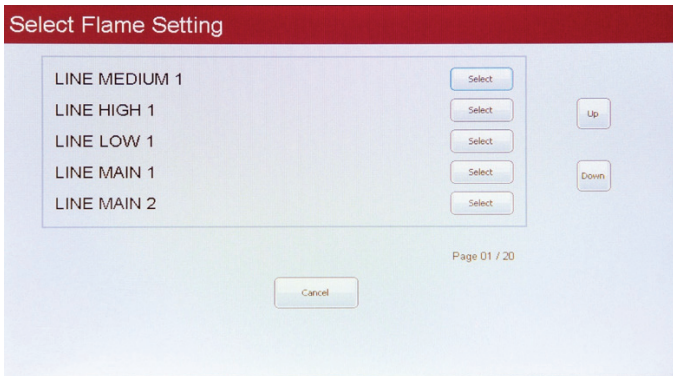 Select Flame Setting
LINE MEDIUM 1 Select
LINE HIGH 1 Select
Up
LINE LOW 1 Select
LINE MAIN 1 Select
Down
LINE MAIN 2 Select
Page 01 / 20
Cancel